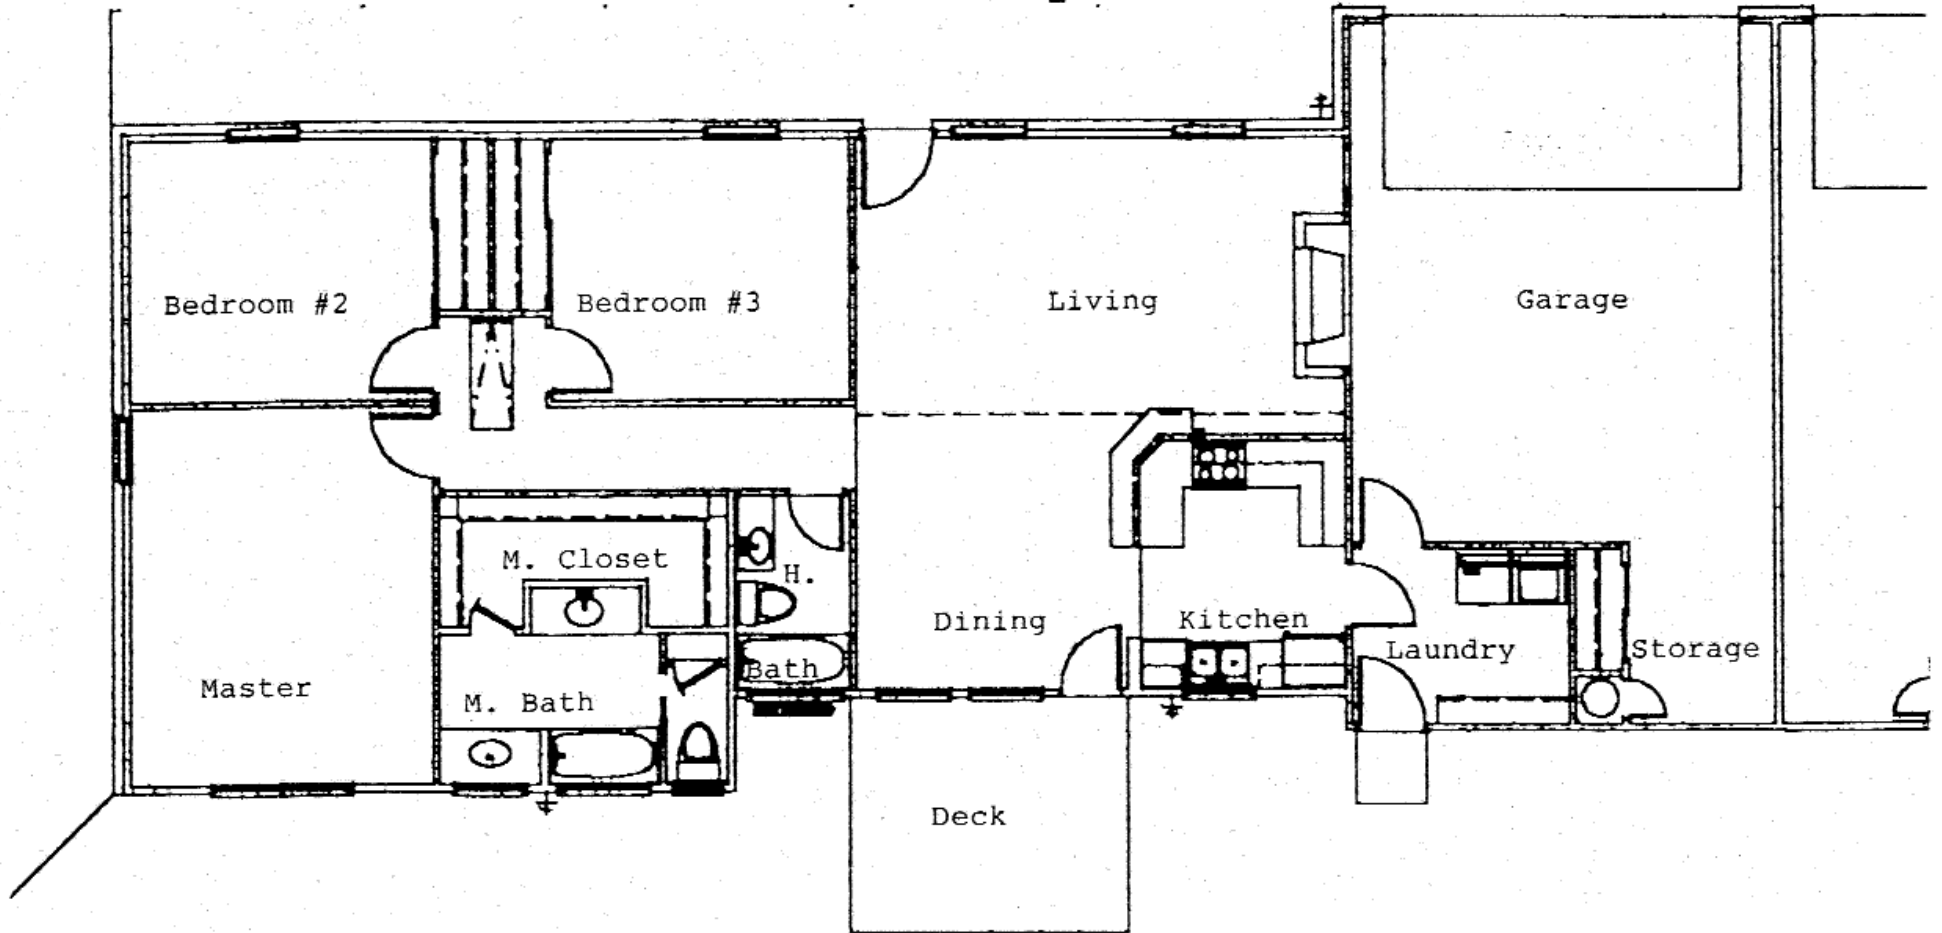 Bedroom #2
Bedroom #3
Living
Garage
M. Closet
H.
Bath
Dining
Kitchen
Laundry
Storage
Master
M. Bath
Deck